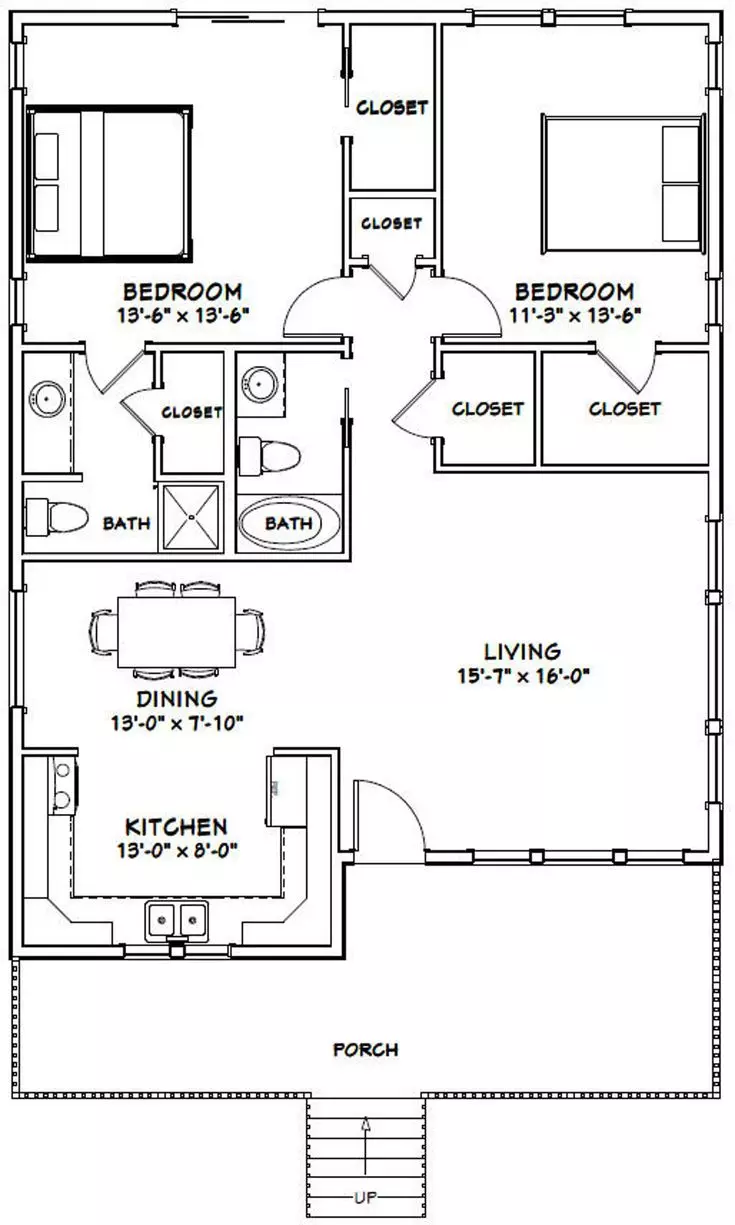 CLOSET
CLOSET
BEDROOM
13'-6" x 13'-6"
BEDROOM
11'-3" x 13'-6"
CLOSET
CLOSET
CLOSET
BATH
BATH
LIVING
15'-7" x 16'-0"
DINING
13'-0" x 7'-10"
KITCHEN
13'-0" x 8'-0"
PORCH
UP